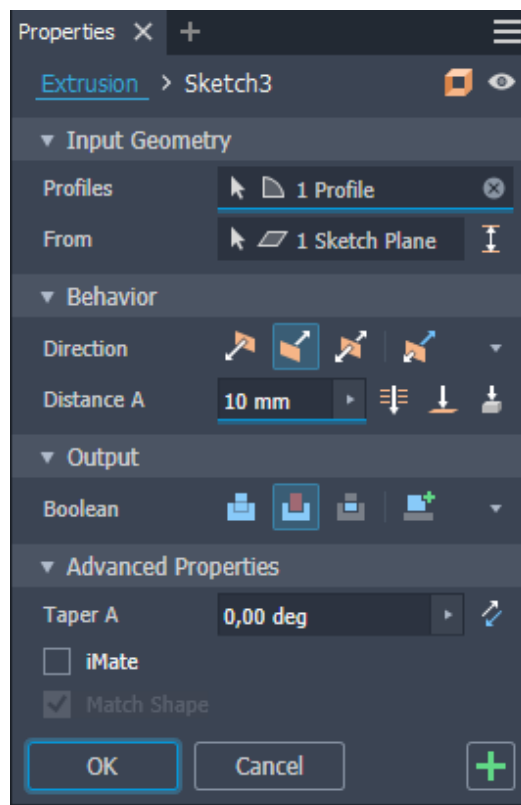 Properties
Extrusion > Sketch3
Input Geometry
Profiles 1 Profile
From 1 Sketch Plane
Behavior
Direction
Distance A 10 mm
Output
Boolean
Advanced Properties
Taper A 0,00 deg
iMate
Match Shape
OK Cancel